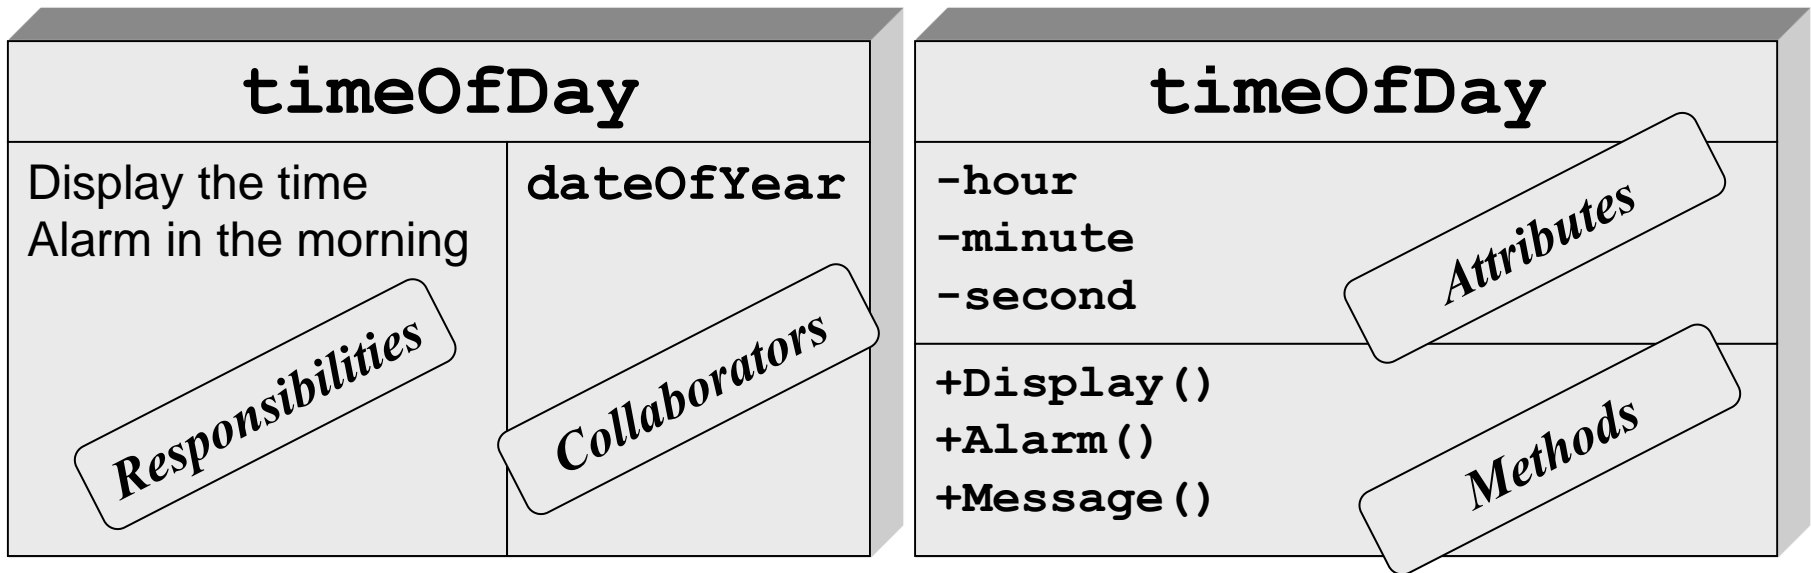 timeOfDay
Display the time
Alarm in the morning
Responsibilities
dateOfYear
Collaborators
timeOfDay
-hour
-minute
-second
Attributes
+Display()
+Alarm()
+Message()
Methods